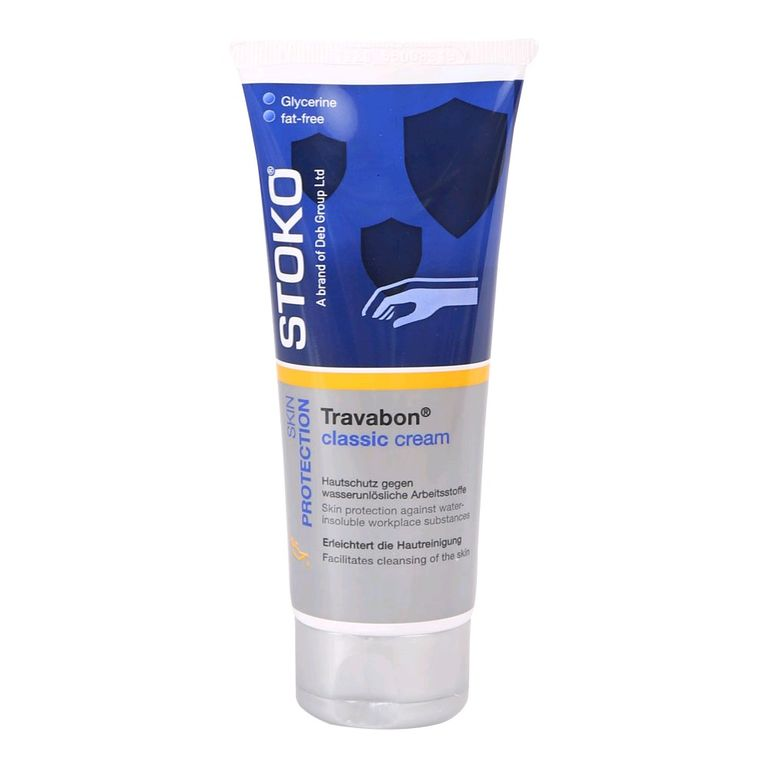 Glycerine
fat-free
STOKO®
A brand of Deb Group Ltd
SKIN
PROTECTION
Travabon®
classic cream
Hautschutz gegen
wasserunlösliche Arbeitsstoffe
Skin protection against water-
insoluble workplace substances
Erleichtert die Hautreinigung
Facilitates cleansing of the skin